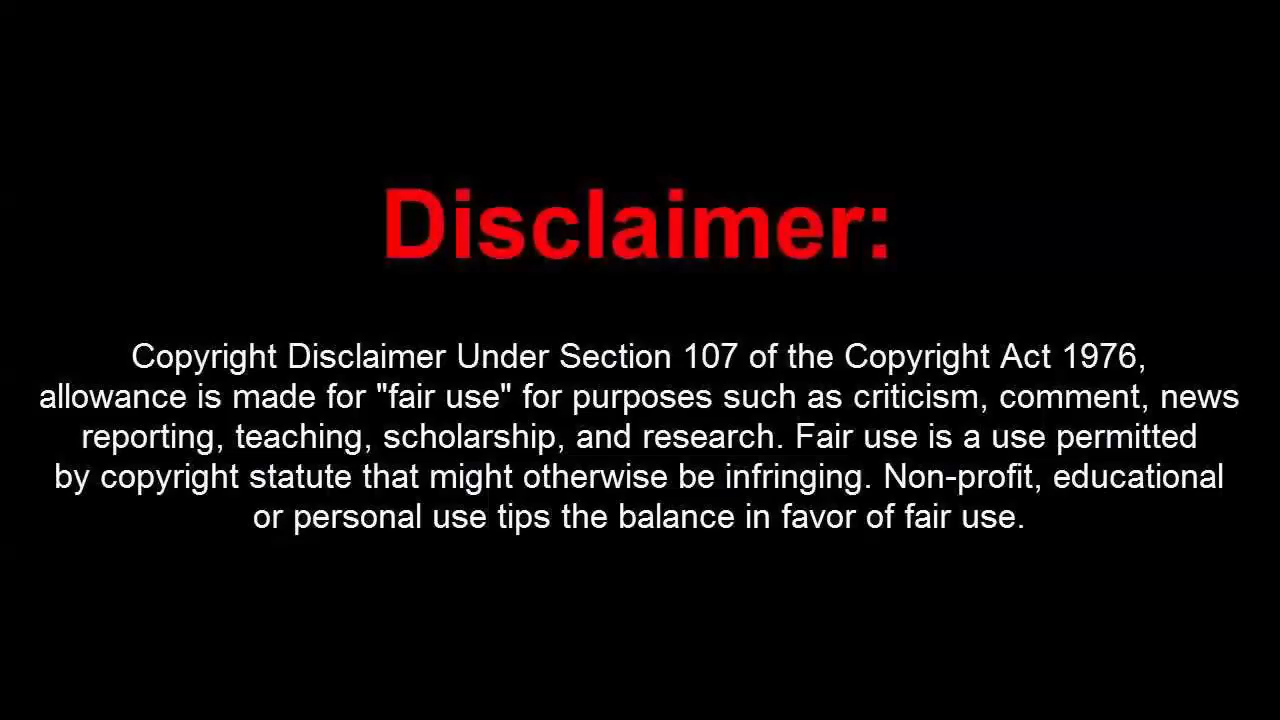 Disclaimer:
Copyright Disclaimer Under Section 107 of the Copyright Act 1976,
allowance is made for "fair use" for purposes such as criticism, comment, news
reporting, teaching, scholarship, and research. Fair use is a use permitted
by copyright statute that might otherwise be infringing. Non-profit, educational
or personal use tips the balance in favor of fair use.